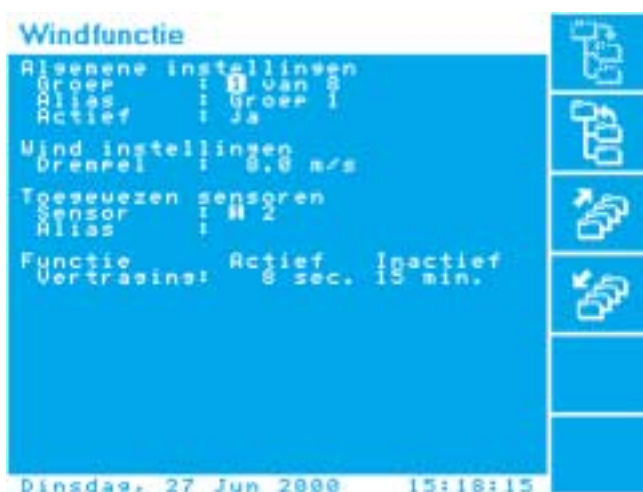 Windfunctie
Algemene instellingen
Groep : 1 van 8
Alias : Groep 1
Actief : Ja
Wind instellingen
Drempel : 8.0 m/s
Toegewezen sensoren
Sensor : A 2
Alias :
Functie Actief Inactief
Vertraging: 8 sec. 15 min.
Dinsdag, 27 Jun 2000 15:18:15